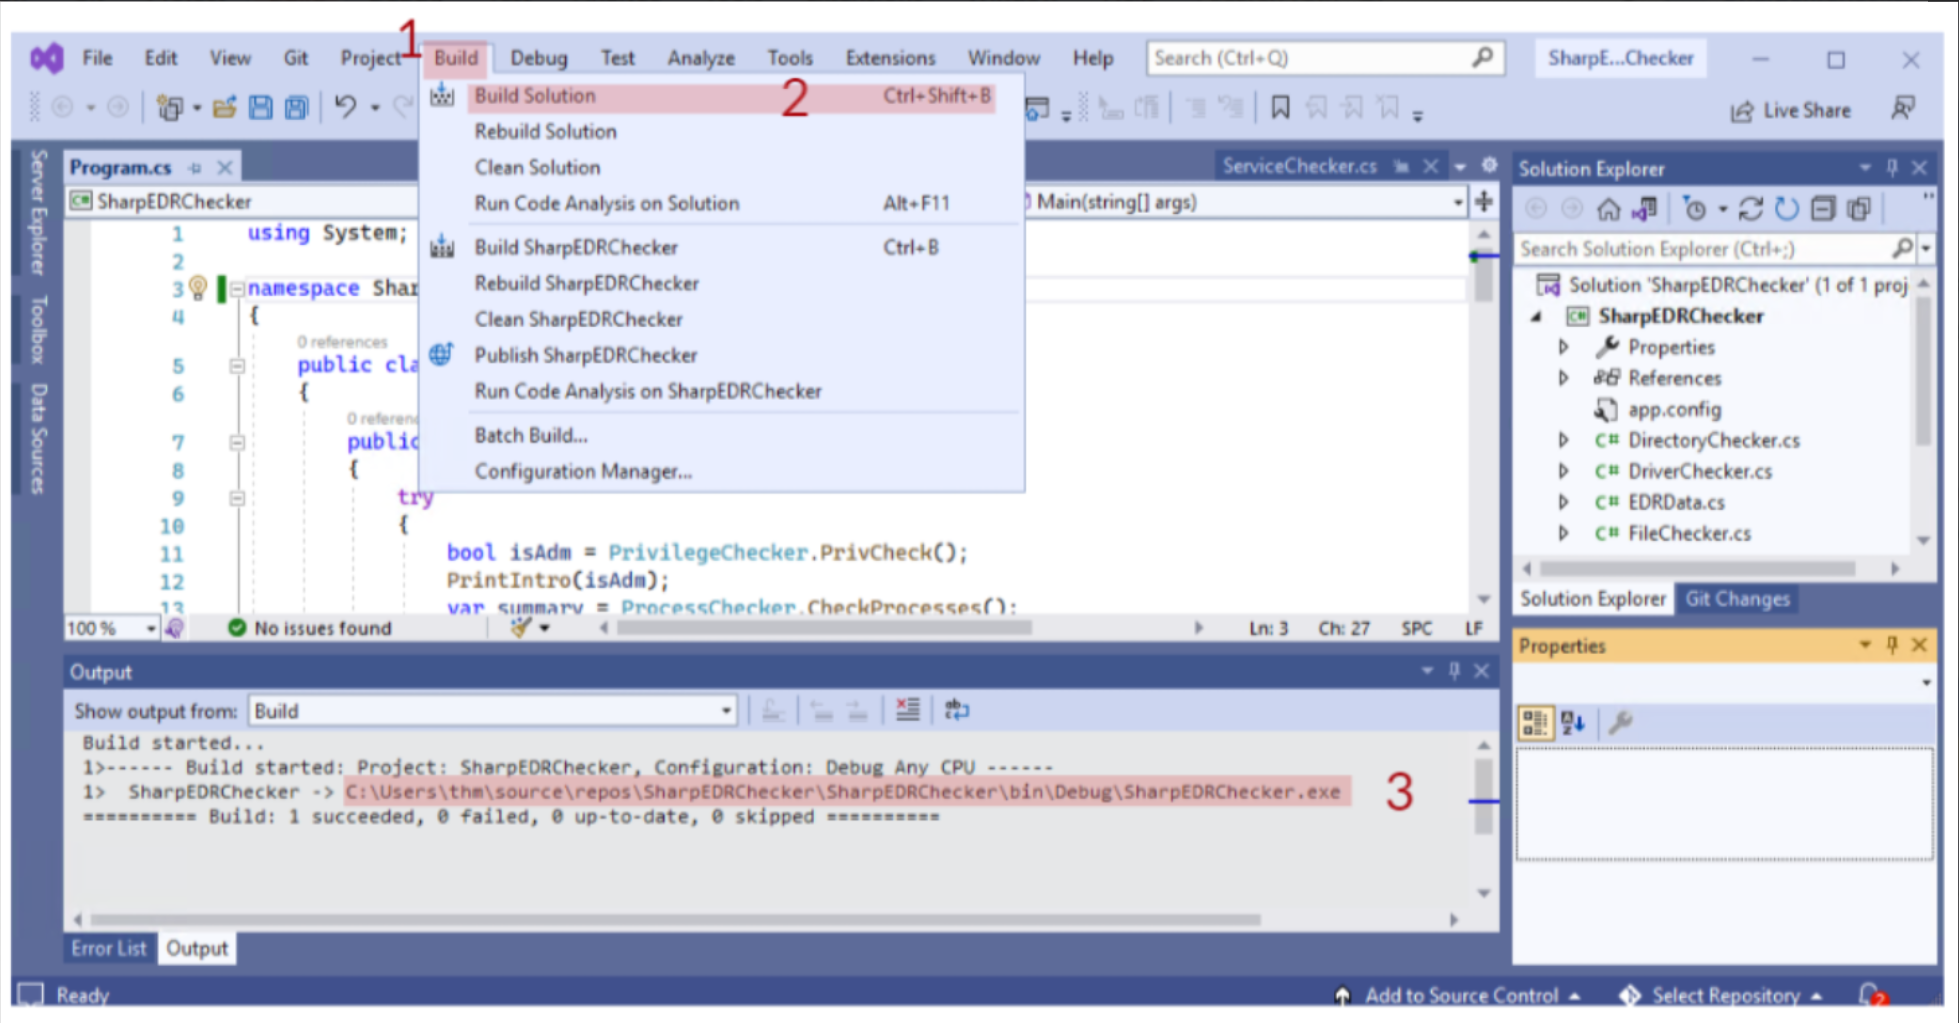 1
File Edit View Git Project Build Debug Test Analyze Tools Extensions Window Help Search (Ctrl+Q) SharpE...Checker
Build Solution 2 Ctrl+Shift+B
Live Share
Rebuild Solution
Clean Solution
Run Code Analysis on Solution Alt+F11
Build SharpEDRChecker Ctrl+B
Rebuild SharpEDRChecker
Clean SharpEDRChecker
Publish SharpEDRChecker
Run Code Analysis on SharpEDRChecker
Batch Build...
Configuration Manager...
Server Explorer
Toolbox
Data Sources
Program.cs
ServiceChecker.cs
SharpEDRChecker
Main(string[] args)
1 using System;
2
3 namespace Shar
4 {
0 references
5 public cla
6 {
0 referenc
7 public
8 {
9 try
10 {
11 bool isAdm = PrivilegeChecker.PrivCheck();
12 PrintIntro(isAdm);
13 var summary = ProcessChecker.CheckProcesses();
100 % No issues found Ln: 3 Ch: 27 SPC LF
Solution Explorer
Search Solution Explorer (Ctrl+;)
Solution 'SharpEDRChecker' (1 of 1 proj
SharpEDRChecker
Properties
References
app.config
C# DirectoryChecker.cs
C# DriverChecker.cs
C# EDRData.cs
C# FileChecker.cs
Solution Explorer Git Changes
Properties
Output
Show output from: Build
Build started...
1>------ Build started: Project: SharpEDRChecker, Configuration: Debug Any CPU ------
1> SharpEDRChecker -> C:\Users\thm\source\repos\SharpEDRChecker\SharpEDRChecker\bin\Debug\SharpEDRChecker.exe 3
========== Build: 1 succeeded, 0 failed, 0 up-to-date, 0 skipped ==========
Error List Output
Ready Add to Source Control Select Repository 2